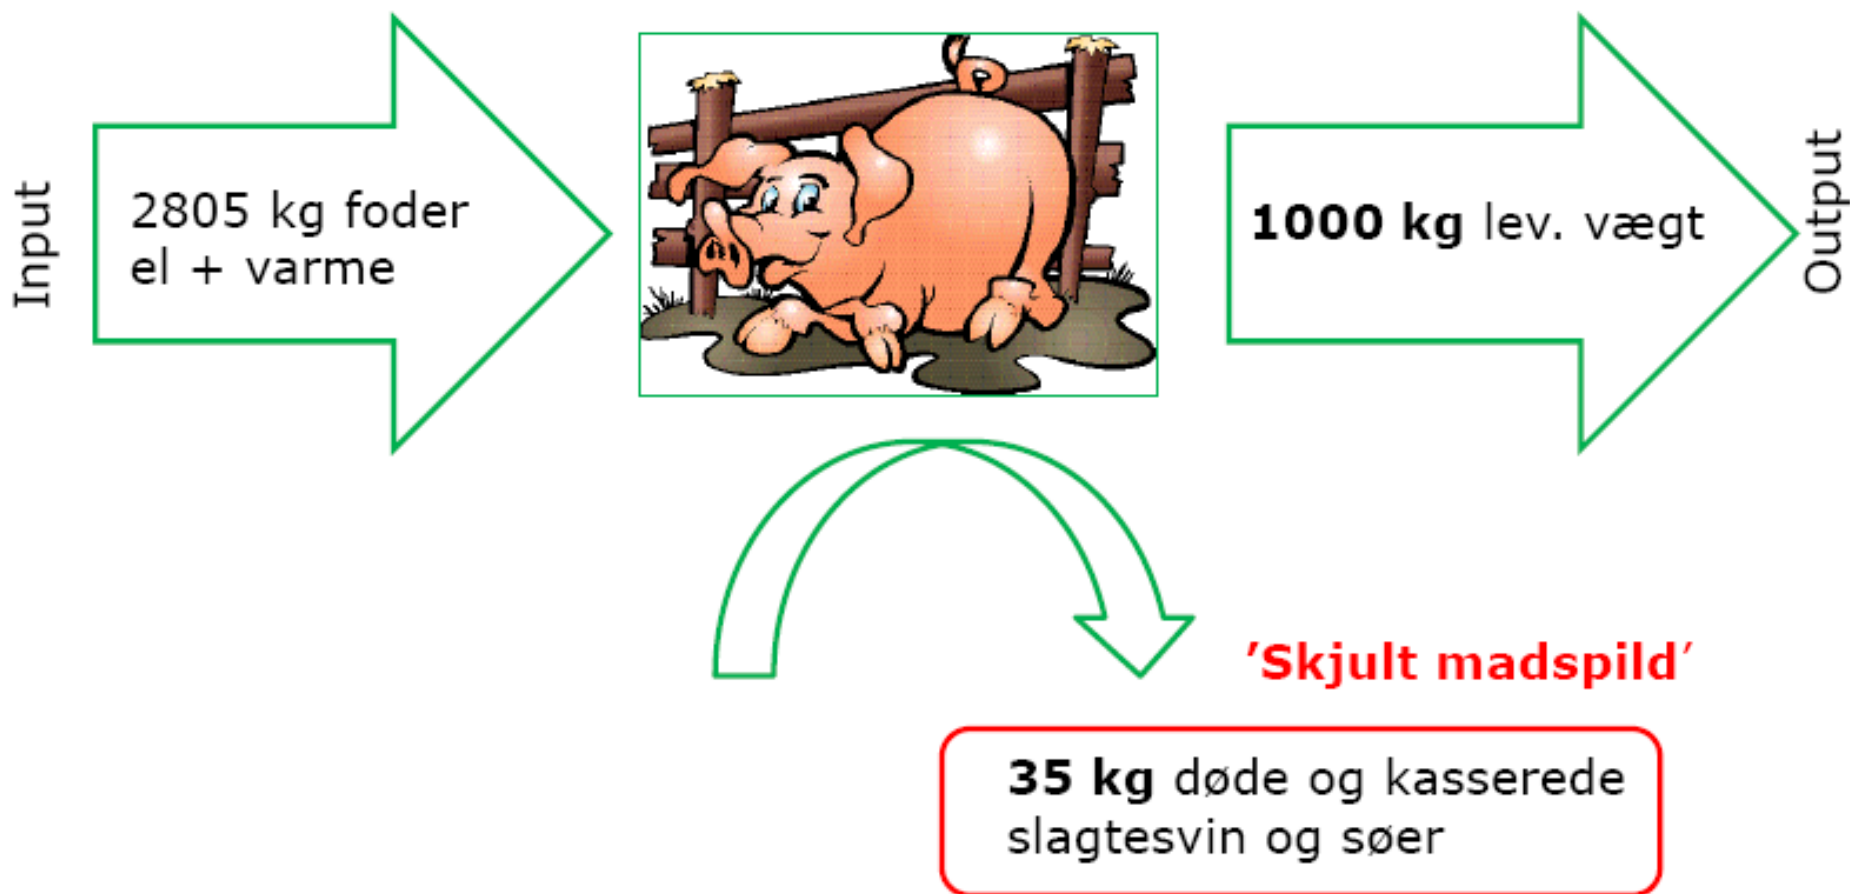 Input
2805 kg foder
el + varme
1000 kg lev. vægt
Output
’Skjult madspild’
35 kg døde og kasserede
slagtesvin og søer